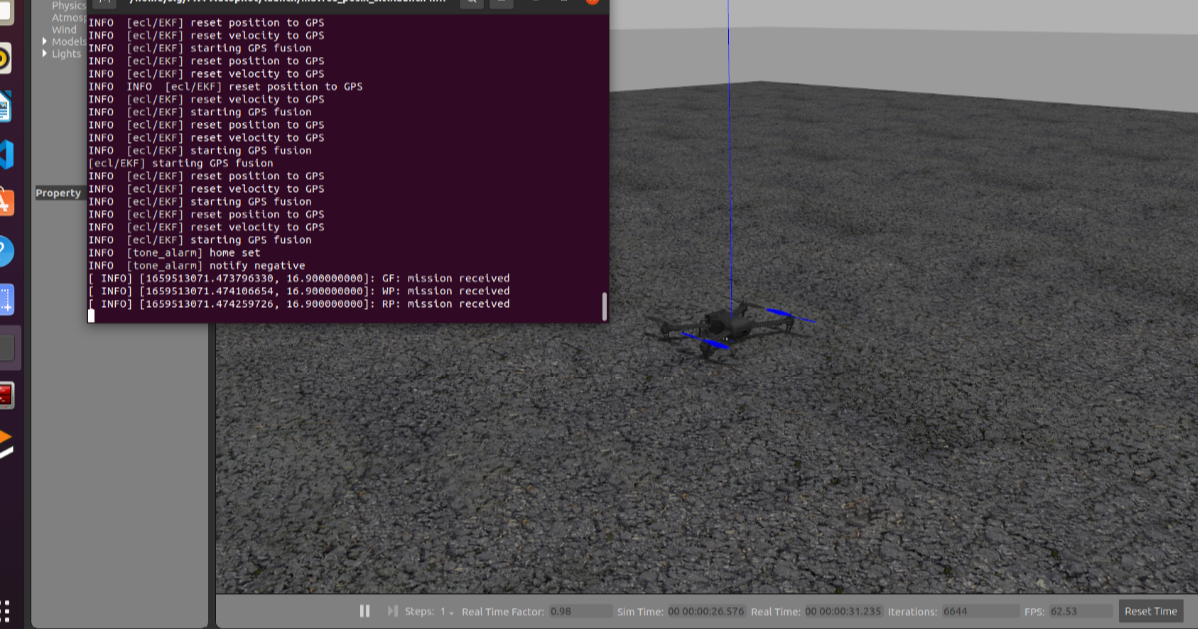 Physics
Atmosp
Wind
Models
Lights
Property
INFO [ecl/EKF] reset position to GPS
INFO [ecl/EKF] reset velocity to GPS
INFO [ecl/EKF] starting GPS fusion
INFO [ecl/EKF] reset position to GPS
INFO [ecl/EKF] reset velocity to GPS
INFO INFO [ecl/EKF] reset position to GPS
INFO [ecl/EKF] reset velocity to GPS
INFO [ecl/EKF] starting GPS fusion
INFO [ecl/EKF] reset position to GPS
INFO [ecl/EKF] reset velocity to GPS
INFO [ecl/EKF] starting GPS fusion
[ecl/EKF] starting GPS fusion
INFO [ecl/EKF] reset position to GPS
INFO [ecl/EKF] reset velocity to GPS
INFO [ecl/EKF] starting GPS fusion
INFO [ecl/EKF] reset position to GPS
INFO [ecl/EKF] reset velocity to GPS
INFO [ecl/EKF] starting GPS fusion
INFO [tone_alarm] home set
INFO [tone_alarm] notify negative
[ INFO] [1659513071.473796330, 16.900000000]: GF: mission received
[ INFO] [1659513071.474106654, 16.900000000]: WP: mission received
[ INFO] [1659513071.474259726, 16.900000000]: RP: mission received
Steps: 1 Real Time Factor: 0.98 Sim Time: 00 00:00:26.576 Real Time: 00 00:00:31.235 Iterations: 6644 FPS: 62.53 Reset Time